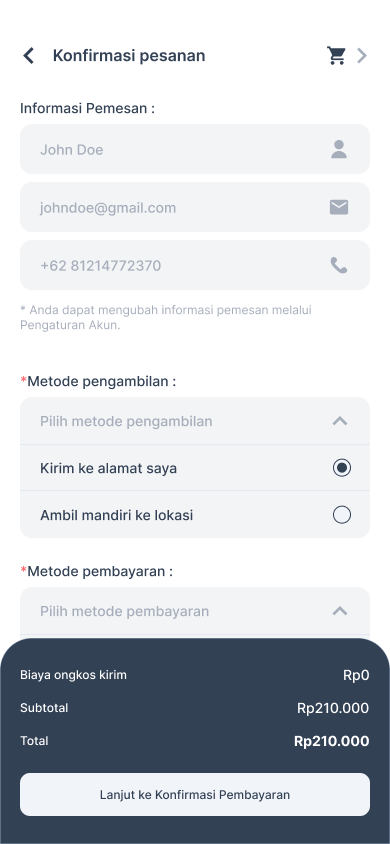 Konfirmasi pesanan
Informasi Pemesan :
John Doe
johndoe@gmail.com
+62 81214772370
* Anda dapat mengubah informasi pemesan melalui
Pengaturan Akun.
*Metode pengambilan :
Pilih metode pengambilan
Kirim ke alamat saya
Ambil mandiri ke lokasi
*Metode pembayaran :
Pilih metode pembayaran
Biaya ongkos kirim Rp0
Subtotal Rp210.000
Total Rp210.000
Lanjut ke Konfirmasi Pembayaran